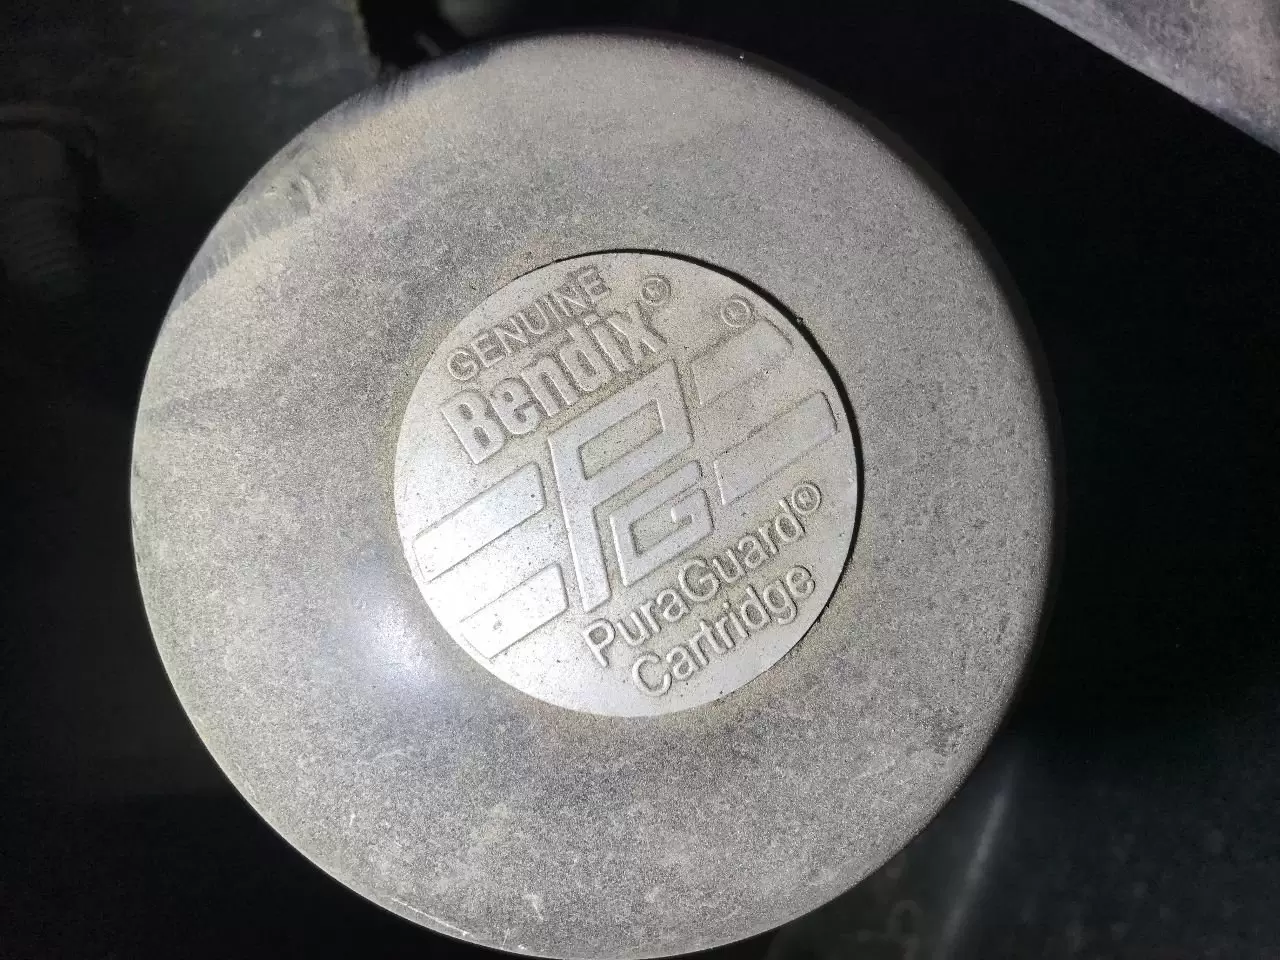 GENUINE
Bendix®
®
PG
PuraGuard®
Cartridge